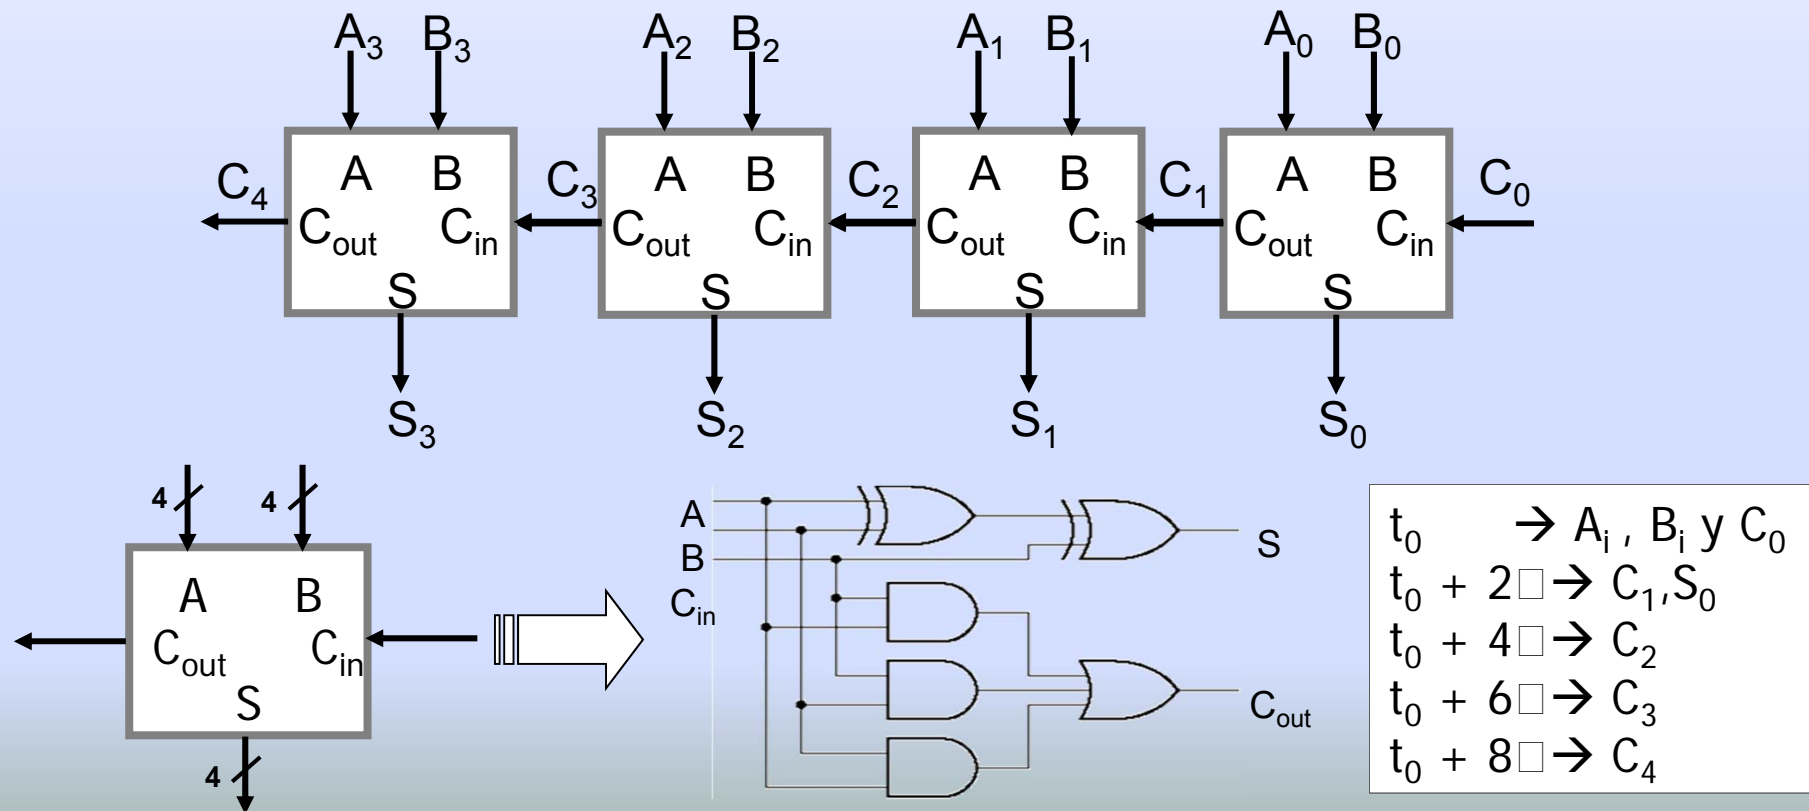 A₃ B₃ A₂ B₂ A₁ B₁ A₀ B₀
A B A B A B A B
C₄ C₃ C₂ C₁ C₀
Cout Cin Cout Cin Cout Cin Cout Cin
S S S S
S₃ S₂ S₁ S₀
4 4
A B
Cout Cin
S
4
A
B
Cin
S
Cout
t₀ → Aᵢ , Bᵢ y C₀
t₀ + 2□→ C₁,S₀
t₀ + 4□→ C₂
t₀ + 6□→ C₃
t₀ + 8□→ C₄